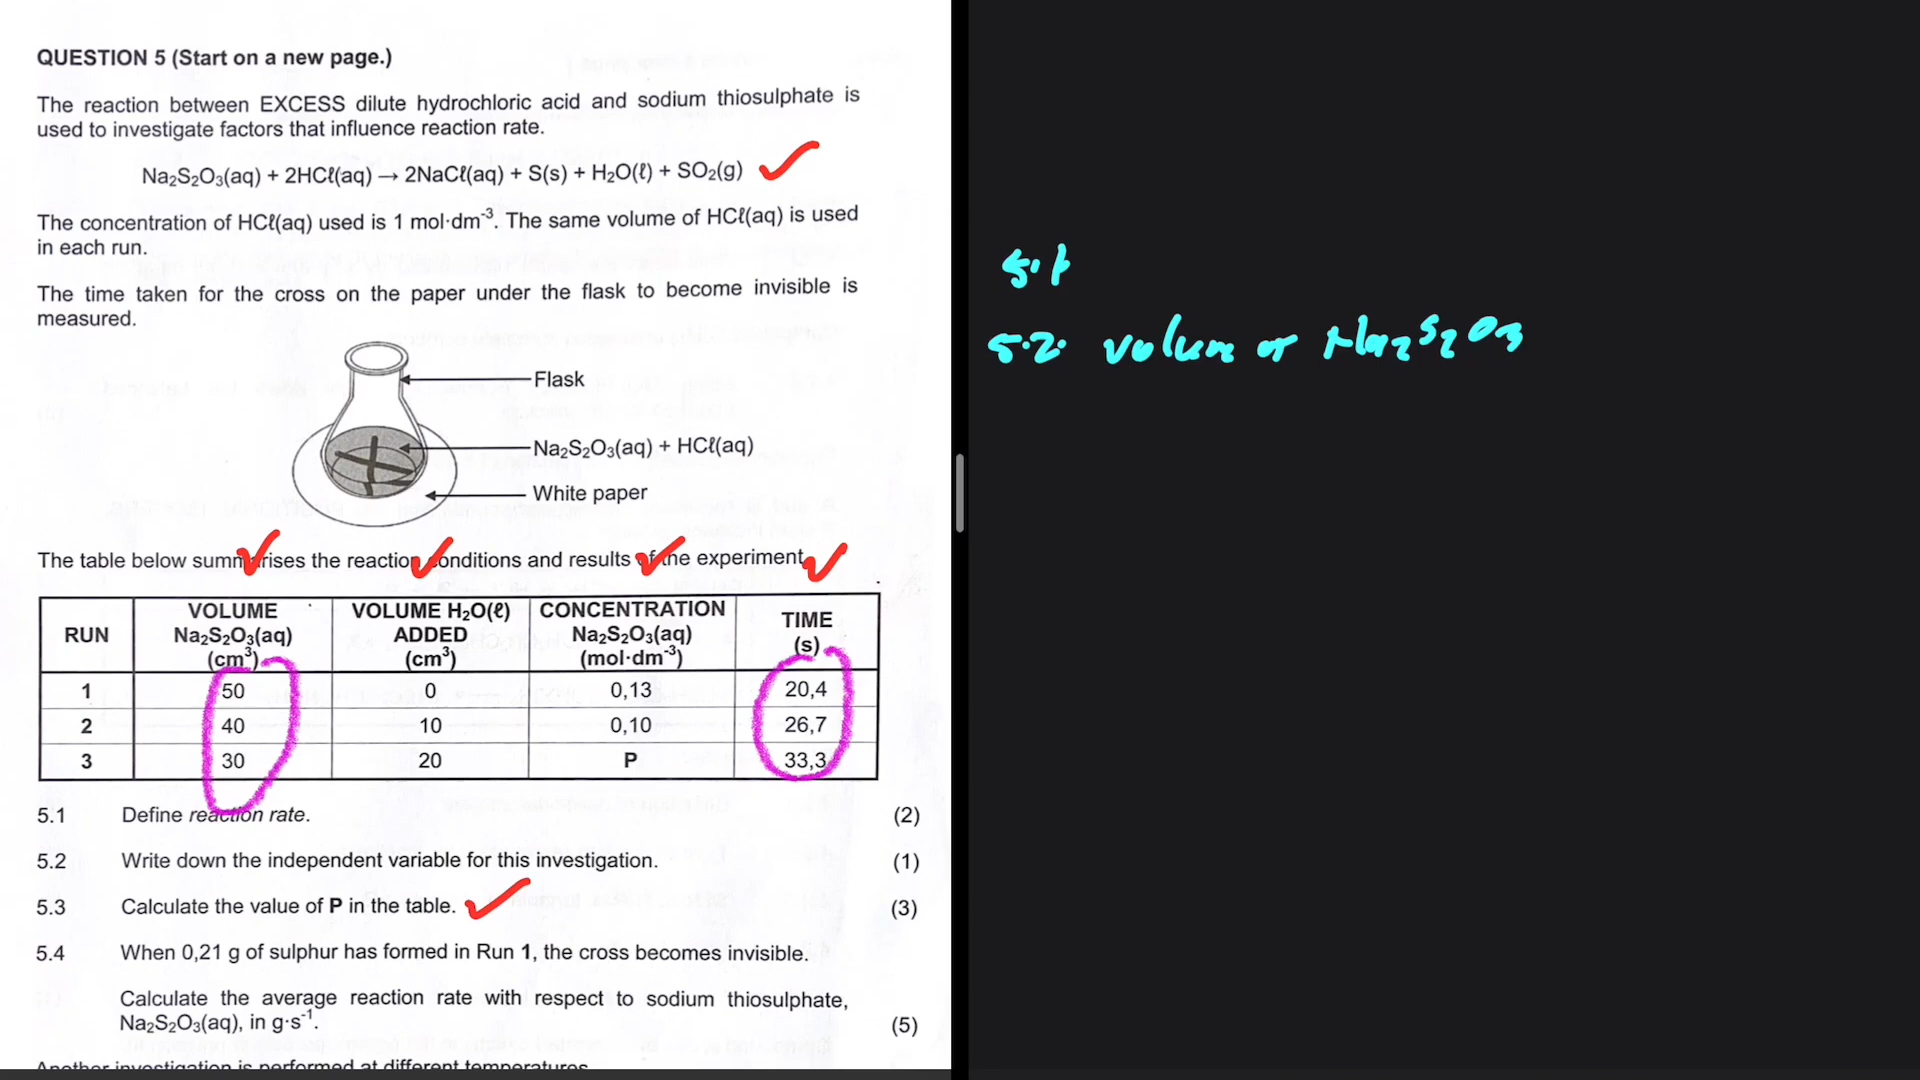 QUESTION 5 (Start on a new page.)
The reaction between EXCESS dilute hydrochloric acid and sodium thiosulphate is
used to investigate factors that influence reaction rate.
Na₂S₂O₃(aq) + 2HCℓ(aq) → 2NaCℓ(aq) + S(s) + H₂O(ℓ) + SO₂(g)
The concentration of HCℓ(aq) used is 1 mol·dm⁻³. The same volume of HCℓ(aq) is used
in each run.
The time taken for the cross on the paper under the flask to become invisible is
measured.
Flask
Na₂S₂O₃(aq) + HCℓ(aq)
White paper
The table below summarises the reaction conditions and results of the experiment.
RUN VOLUME Na₂S₂O₃(aq) (cm³) VOLUME H₂O(ℓ) ADDED (cm³) CONCENTRATION Na₂S₂O₃(aq) (mol·dm⁻³) TIME (s)
1 50 0 0,13 20,4
2 40 10 0,10 26,7
3 30 20 P 33,3
5.1 Define reaction rate. (2)
5.2 Write down the independent variable for this investigation. (1)
5.3 Calculate the value of P in the table. (3)
5.4 When 0,21 g of sulphur has formed in Run 1, the cross becomes invisible.
Calculate the average reaction rate with respect to sodium thiosulphate,
Na₂S₂O₃(aq), in g·s⁻¹. (5)
Another investigation is performed at different temperatures.
5.1
5.2. volume of Na₂S₂O₃